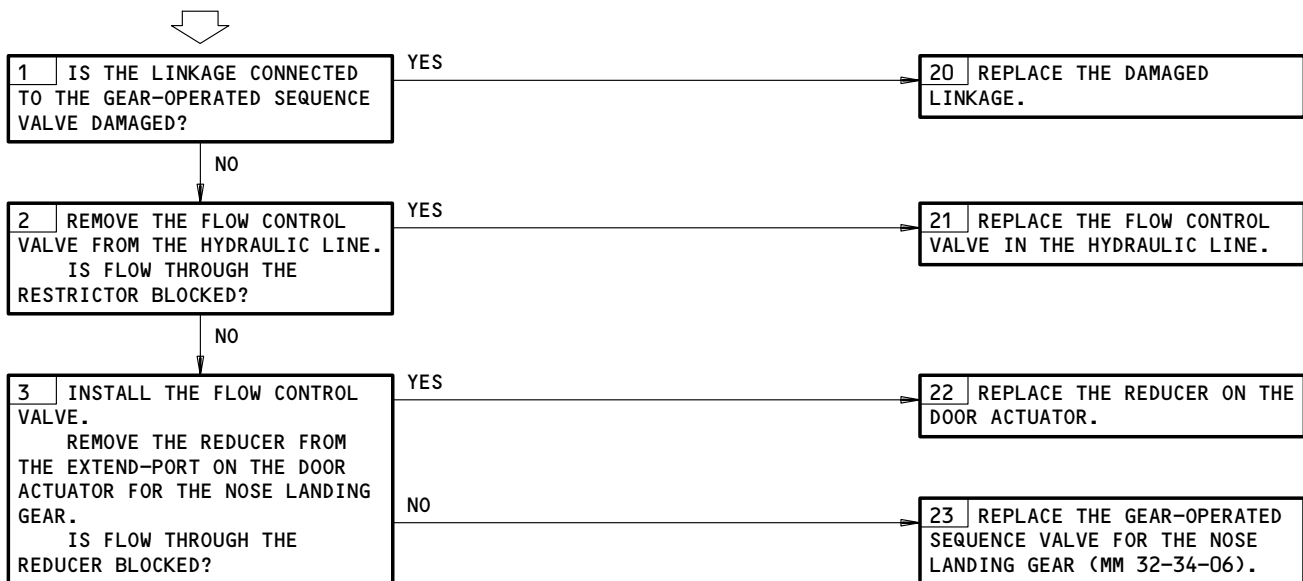 1 IS THE LINKAGE CONNECTED
TO THE GEAR-OPERATED SEQUENCE
VALVE DAMAGED?
YES
20 REPLACE THE DAMAGED
LINKAGE.
NO
2 REMOVE THE FLOW CONTROL
VALVE FROM THE HYDRAULIC LINE.
IS FLOW THROUGH THE
RESTRICTOR BLOCKED?
YES
21 REPLACE THE FLOW CONTROL
VALVE IN THE HYDRAULIC LINE.
NO
3 INSTALL THE FLOW CONTROL
VALVE.
REMOVE THE REDUCER FROM
THE EXTEND-PORT ON THE DOOR
ACTUATOR FOR THE NOSE LANDING
GEAR.
IS FLOW THROUGH THE
REDUCER BLOCKED?
YES
22 REPLACE THE REDUCER ON THE
DOOR ACTUATOR.
NO
23 REPLACE THE GEAR-OPERATED
SEQUENCE VALVE FOR THE NOSE
LANDING GEAR (MM 32-34-06).